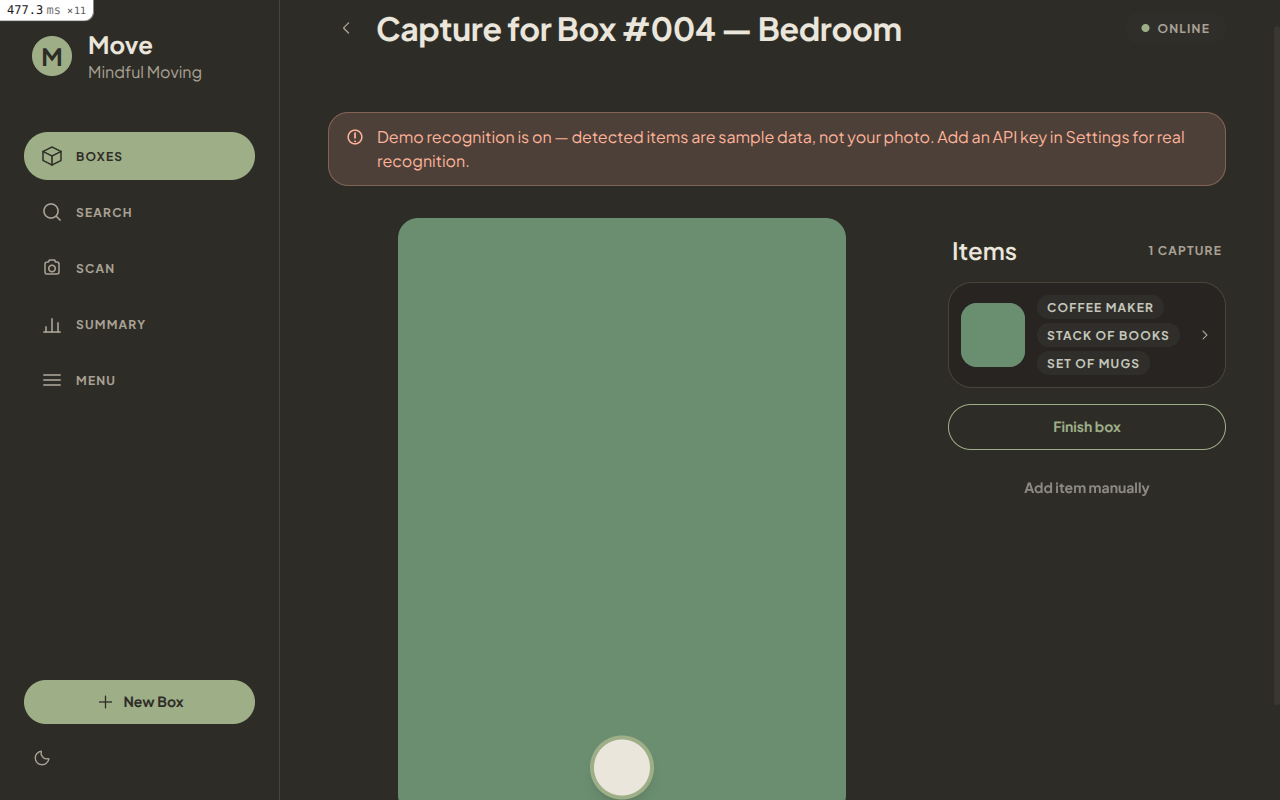 477.3 ms ×11
M
Move
Mindful Moving
BOXES
SEARCH
SCAN
SUMMARY
MENU
New Box
Capture for Box #004 — Bedroom
ONLINE
Demo recognition is on — detected items are sample data, not your photo. Add an API key in Settings for real
recognition.
Items
1 CAPTURE
COFFEE MAKER
STACK OF BOOKS
SET OF MUGS
Finish box
Add item manually